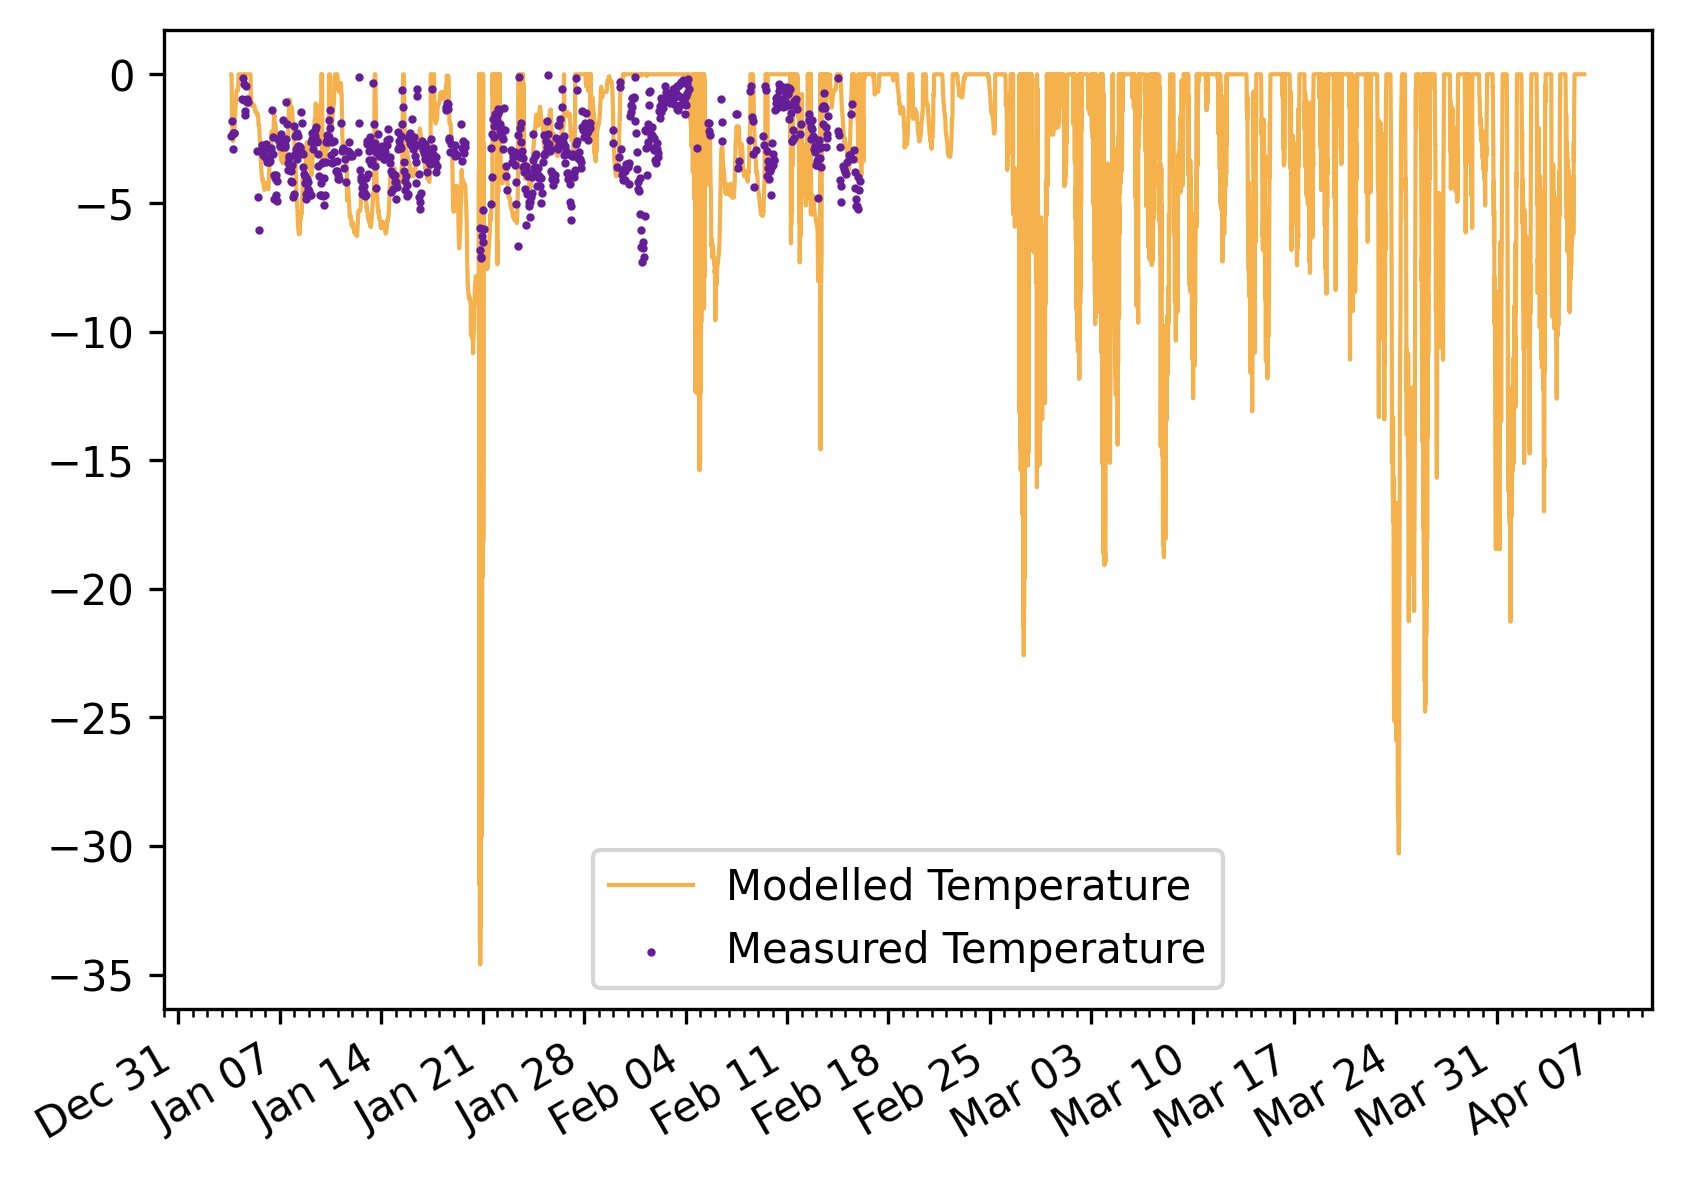 0
−5
−10
−15
−20
−25
−30
−35
Modelled Temperature
Measured Temperature
Dec 31
Jan 07
Jan 14
Jan 21
Jan 28
Feb 04
Feb 11
Feb 18
Feb 25
Mar 03
Mar 10
Mar 17
Mar 24
Mar 31
Apr 07